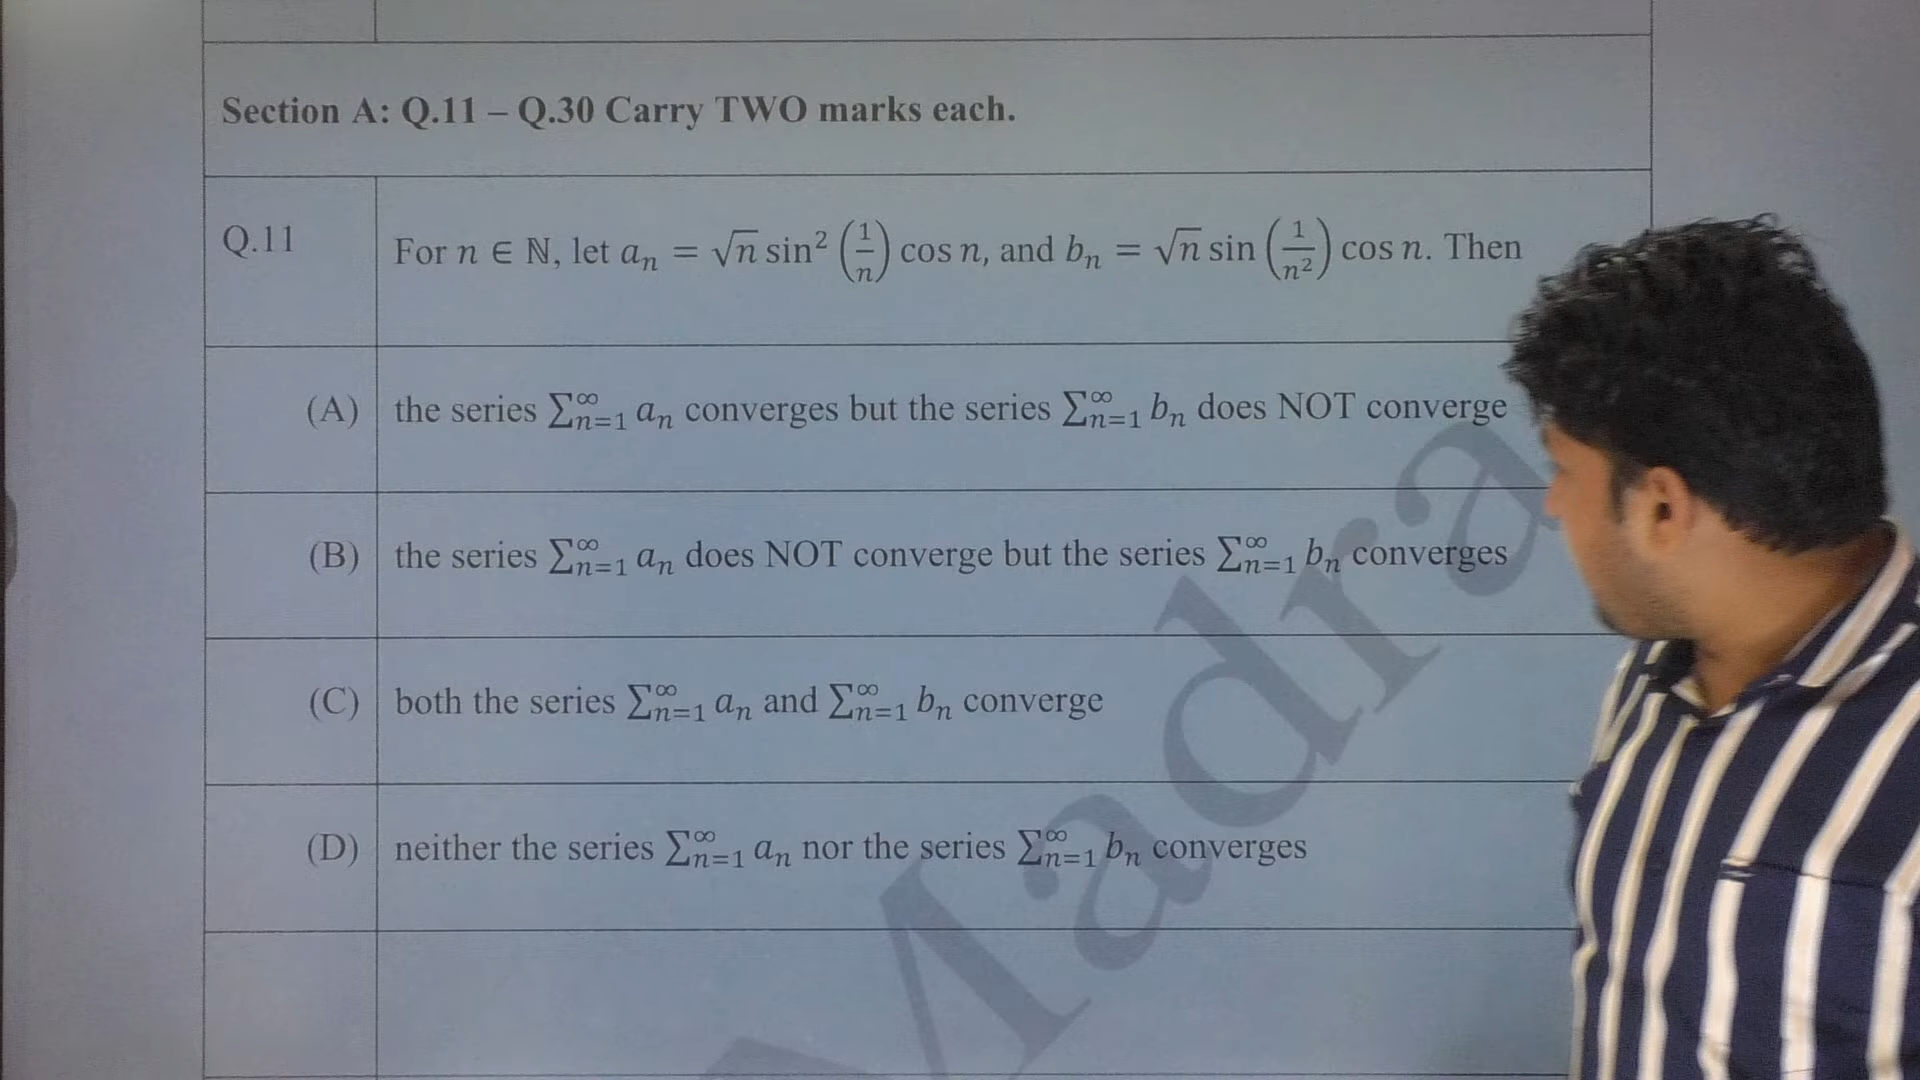 Section A: Q.11 – Q.30 Carry TWO marks each.
Q.11 For n ∈ ℕ, let aₙ = √n sin² (1/n) cos n, and bₙ = √n sin (1/n²) cos n. Then
(A) the series ∑ₙ₌₁^∞ aₙ converges but the series ∑ₙ₌₁^∞ bₙ does NOT converge
(B) the series ∑ₙ₌₁^∞ aₙ does NOT converge but the series ∑ₙ₌₁^∞ bₙ converges
(C) both the series ∑ₙ₌₁^∞ aₙ and ∑ₙ₌₁^∞ bₙ converge
(D) neither the series ∑ₙ₌₁^∞ aₙ nor the series ∑ₙ₌₁^∞ bₙ converges
Madra